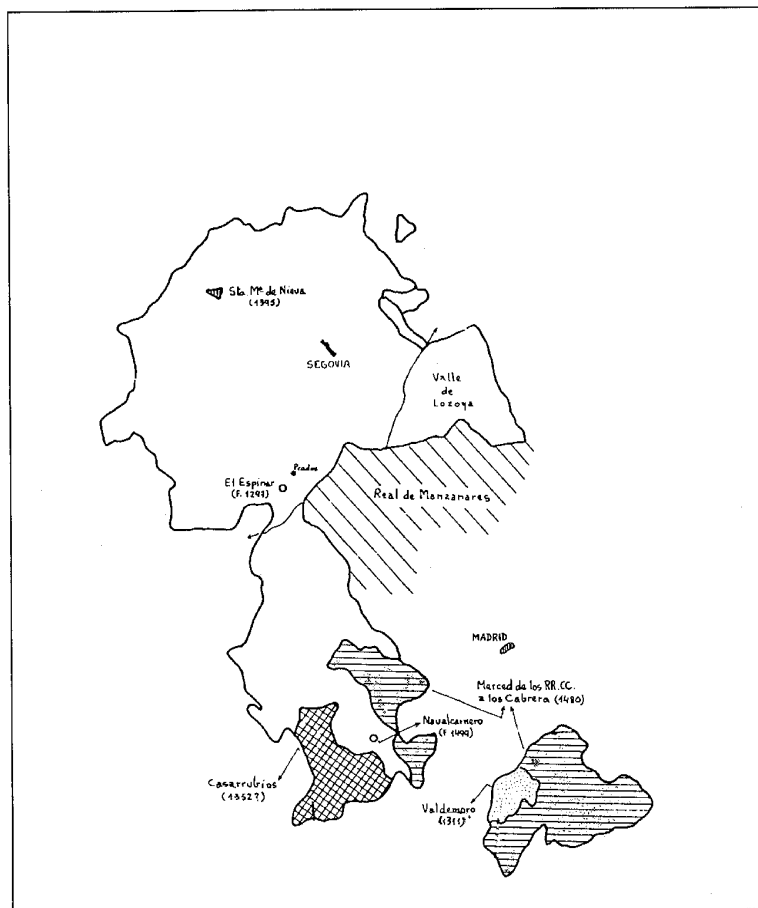 Sta. Mª de Nieva
(1395)
SEGOVIA
Valle
de
Lozoya
Prados
El Espinar
(F. 1297)
Real de Manzanares
MADRID
Merced de los RR.CC.
a los Cabrera (1480)
Navalcarnero
(F. 1499)
Casarrubios
(1352?)
Valdemoro